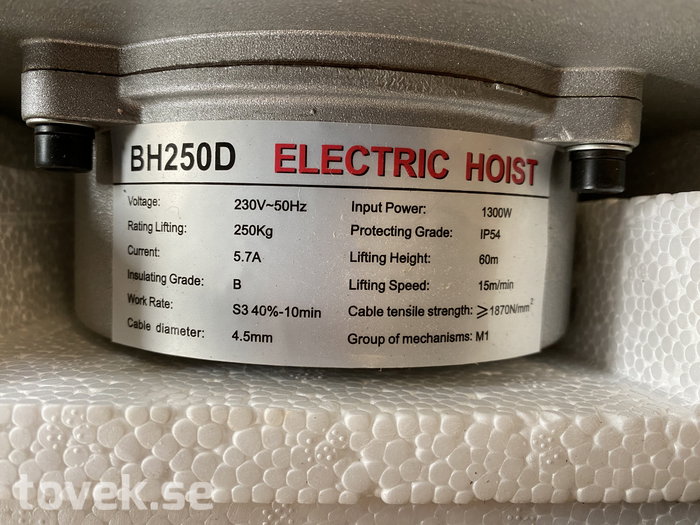 BH250D ELECTRIC HOIST
Voltage: 230V~50Hz Input Power: 1300W
Rating Lifting: 250Kg Protecting Grade: IP54
Current: 5.7A Lifting Height: 60m
Insulating Grade: B Lifting Speed: 15m/min
Work Rate: S3 40%-10min Cable tensile strength: ≥1870N/mm²
Cable diameter: 4.5mm Group of mechanisms: M1
tovek.se